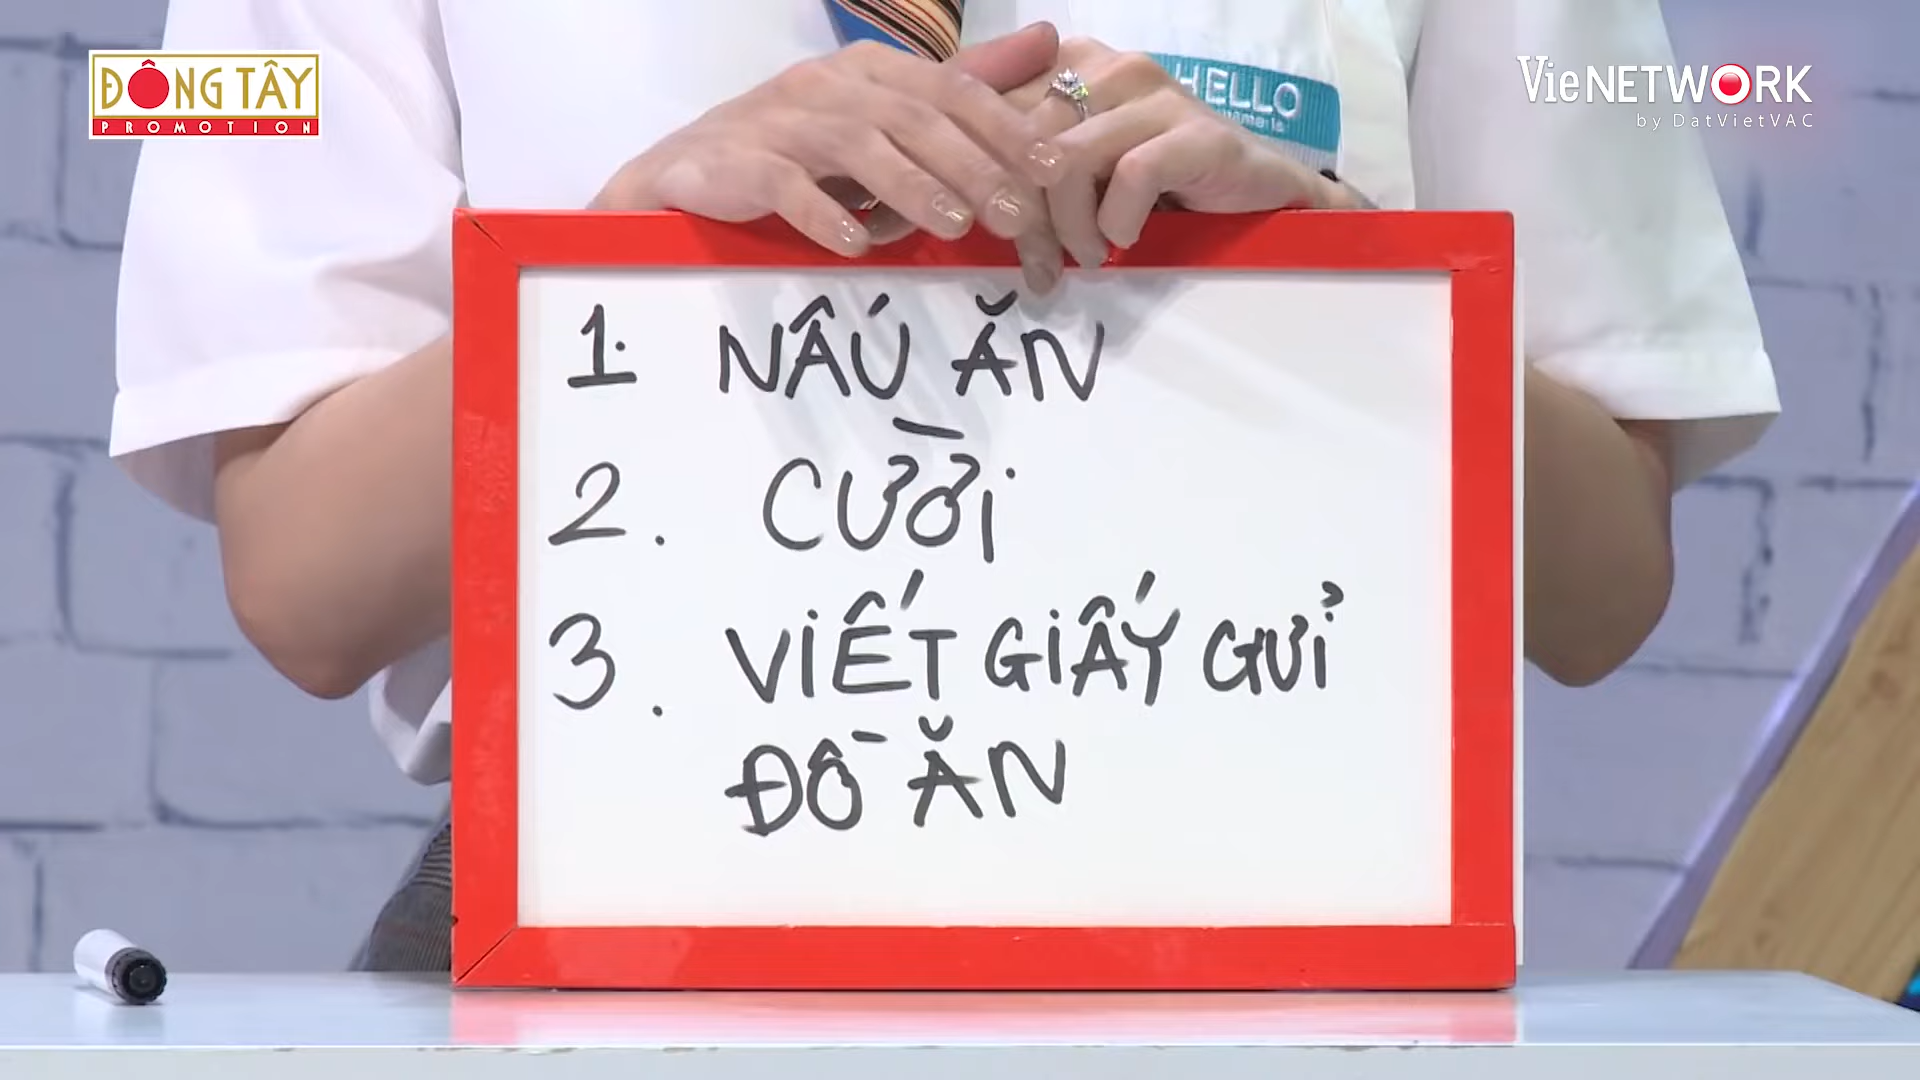 ĐÔNG TÂY
PROMOTION
HELLO
VieNETWORK
by DatVietVAC
1. NẤU ĂN
2. CƯỜI
3. VIẾT GIẤY GỬI
ĐỒ ĂN